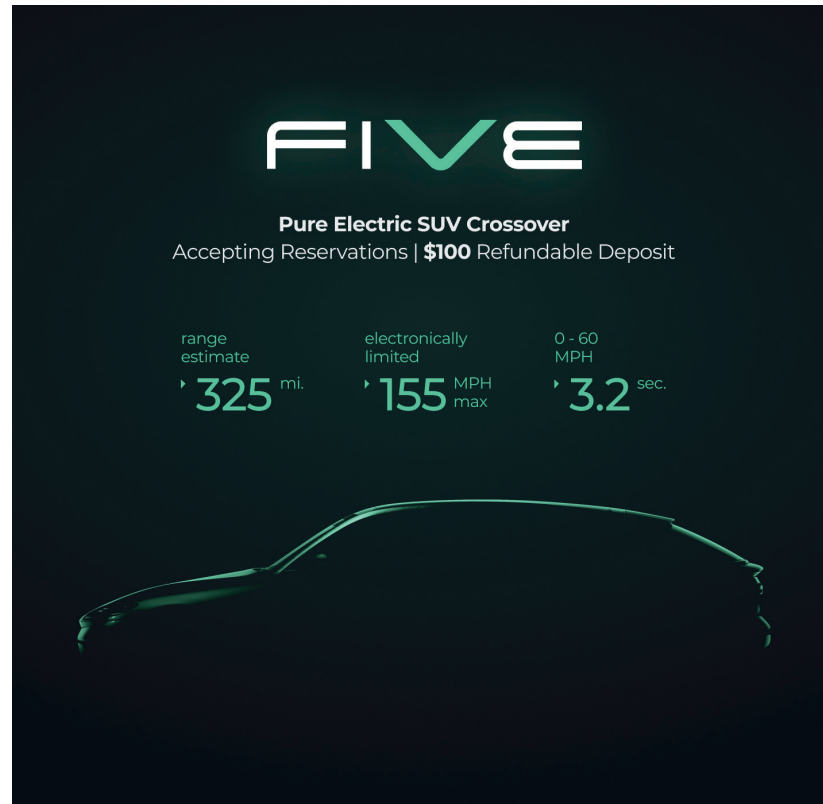 FIVE
Pure Electric SUV Crossover
Accepting Reservations | $100 Refundable Deposit
range
estimate
325 mi.
electronically
limited
155 MPH
max
0 - 60
MPH
3.2 sec.